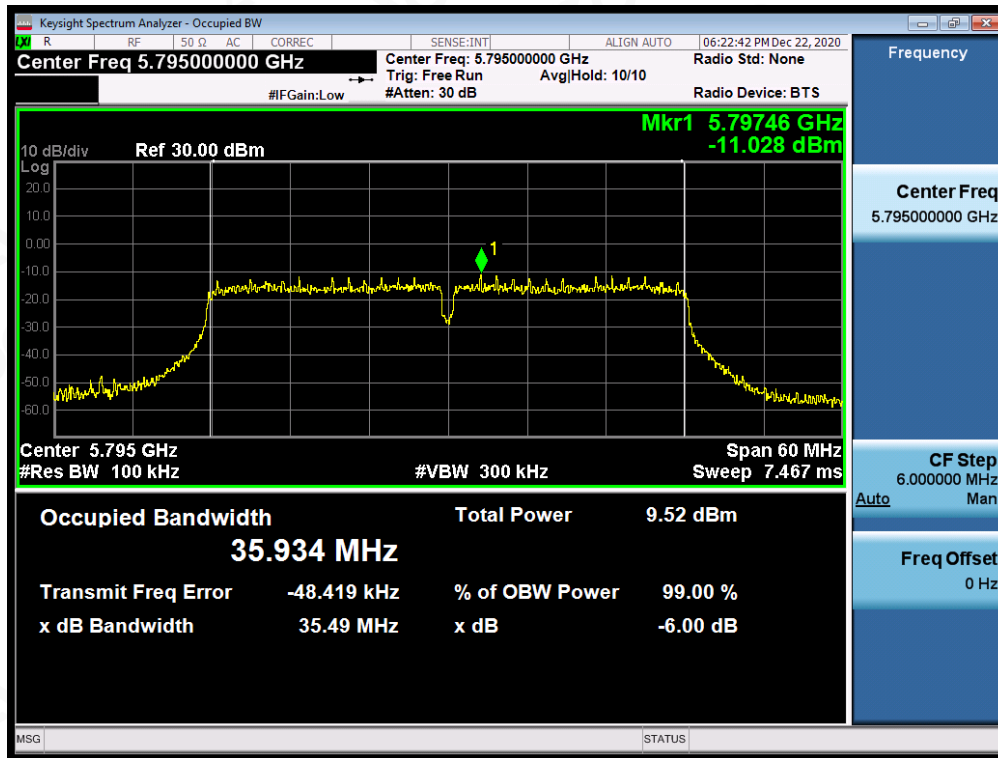 Keysight Spectrum Analyzer - Occupied BW
LXI R RF 50 Ω AC CORREC SENSE:INT ALIGN AUTO 06:22:42 PM Dec 22, 2020
Center Freq 5.795000000 GHz
#IFGain:Low
Center Freq: 5.795000000 GHz
Trig: Free Run Avg|Hold: 10/10
#Atten: 30 dB
Radio Std: None
Radio Device: BTS
Mkr1 5.79746 GHz
-11.028 dBm
10 dB/div Ref 30.00 dBm
Log
20.0
10.0
0.00
-10.0
-20.0
-30.0
-40.0
-50.0
-60.0
1
Center 5.795 GHz Span 60 MHz
#Res BW 100 kHz #VBW 300 kHz Sweep 7.467 ms
Occupied Bandwidth Total Power 9.52 dBm
35.934 MHz
Transmit Freq Error -48.419 kHz % of OBW Power 99.00 %
x dB Bandwidth 35.49 MHz x dB -6.00 dB
MSG STATUS
Frequency
Center Freq
5.795000000 GHz
CF Step
6.000000 MHz
Auto Man
Freq Offset
0 Hz